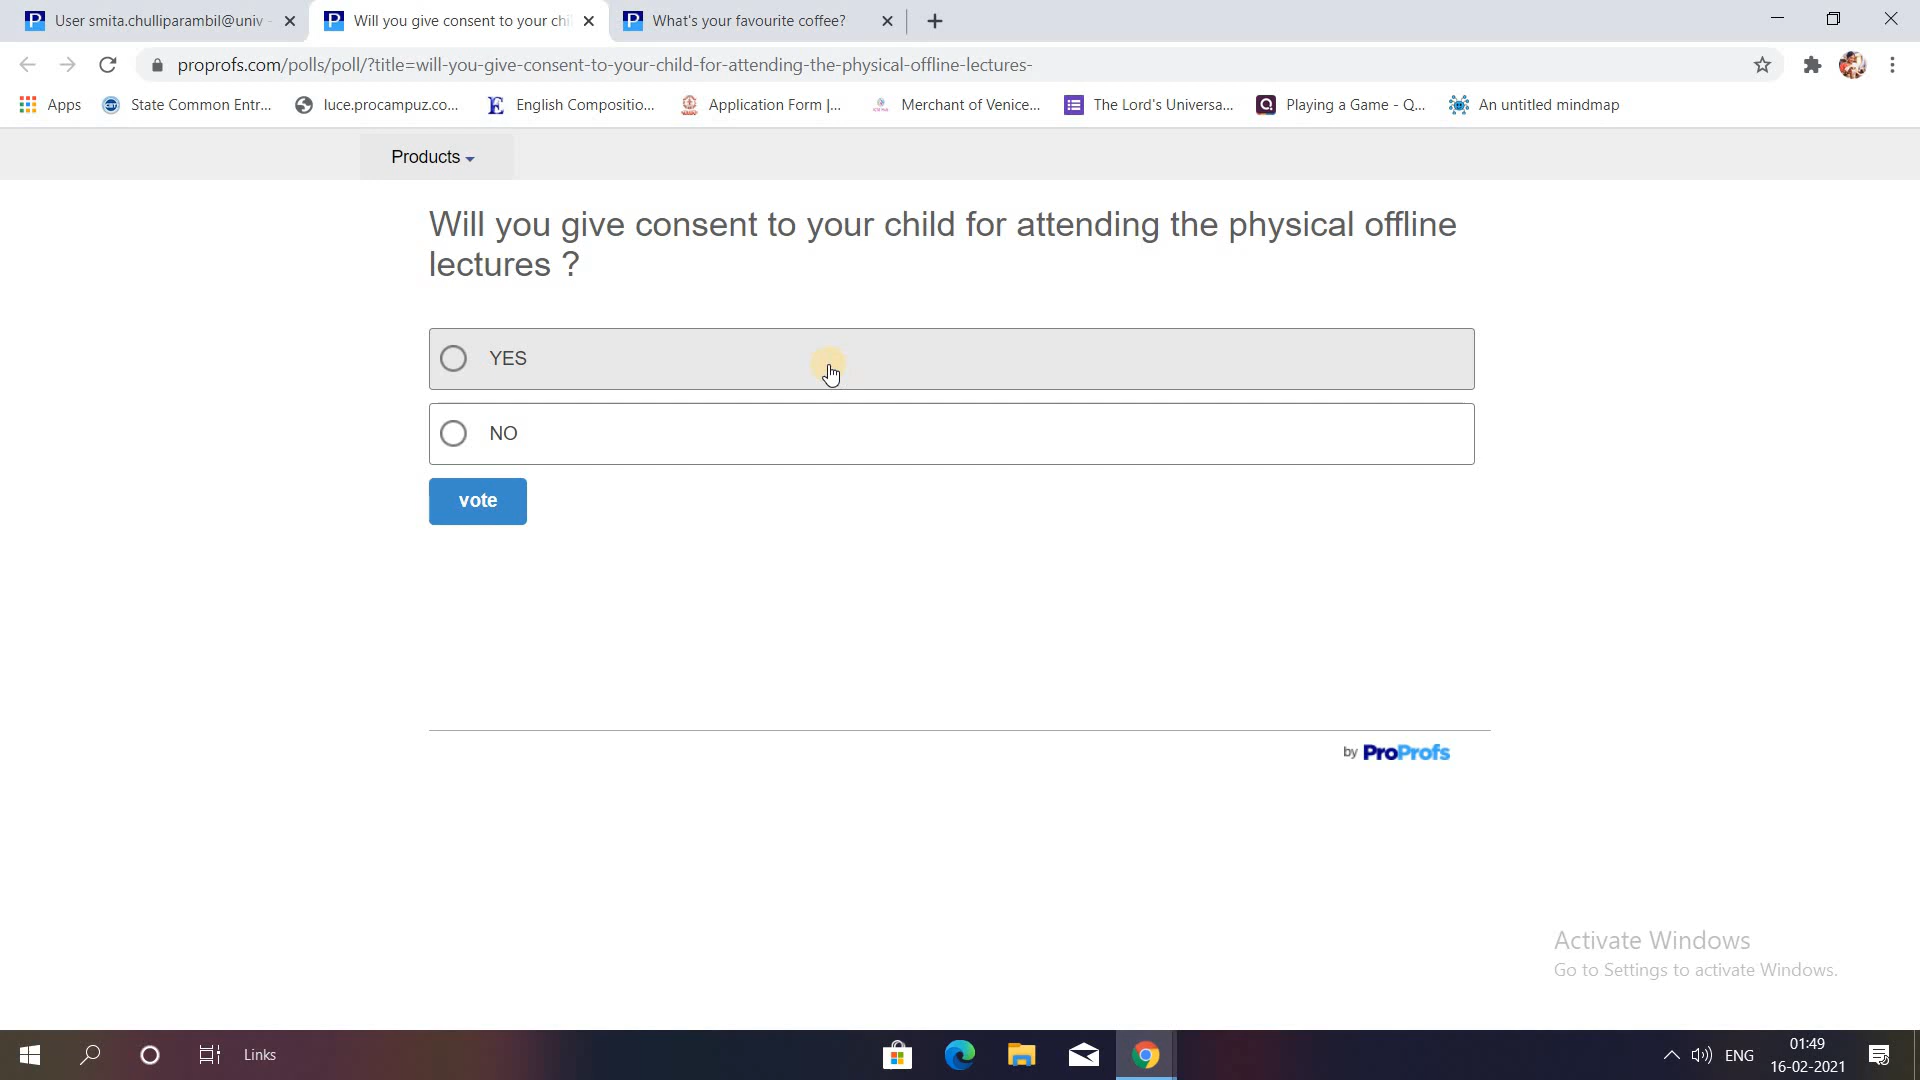 User smita.chulliparambil@univ -
Will you give consent to your chi
What's your favourite coffee?
proprofs.com/polls/poll/?title=will-you-give-consent-to-your-child-for-attending-the-physical-offline-lectures-
Apps
State Common Entr...
luce.procampuz.co...
English Compositio...
Application Form |...
Merchant of Venice...
The Lord's Universa...
Playing a Game - Q...
An untitled mindmap
Products
Will you give consent to your child for attending the physical offline
lectures ?
YES
NO
vote
by ProProfs
Activate Windows
Go to Settings to activate Windows.
Links
ENG
01:49
16-02-2021